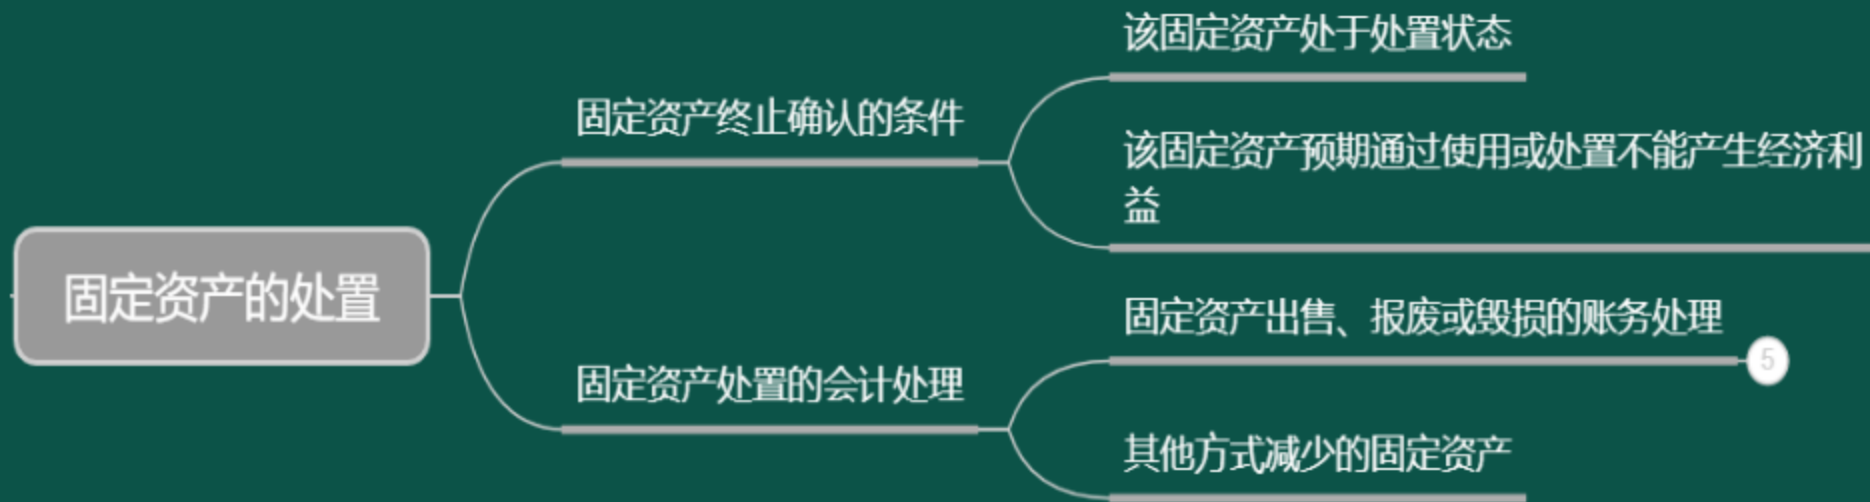 该固定资产处于处置状态
固定资产终止确认的条件
该固定资产预期通过使用或处置不能产生经济利
益
固定资产的处置
固定资产出售、报废或毁损的账务处理
5
固定资产处置的会计处理
其他方式减少的固定资产